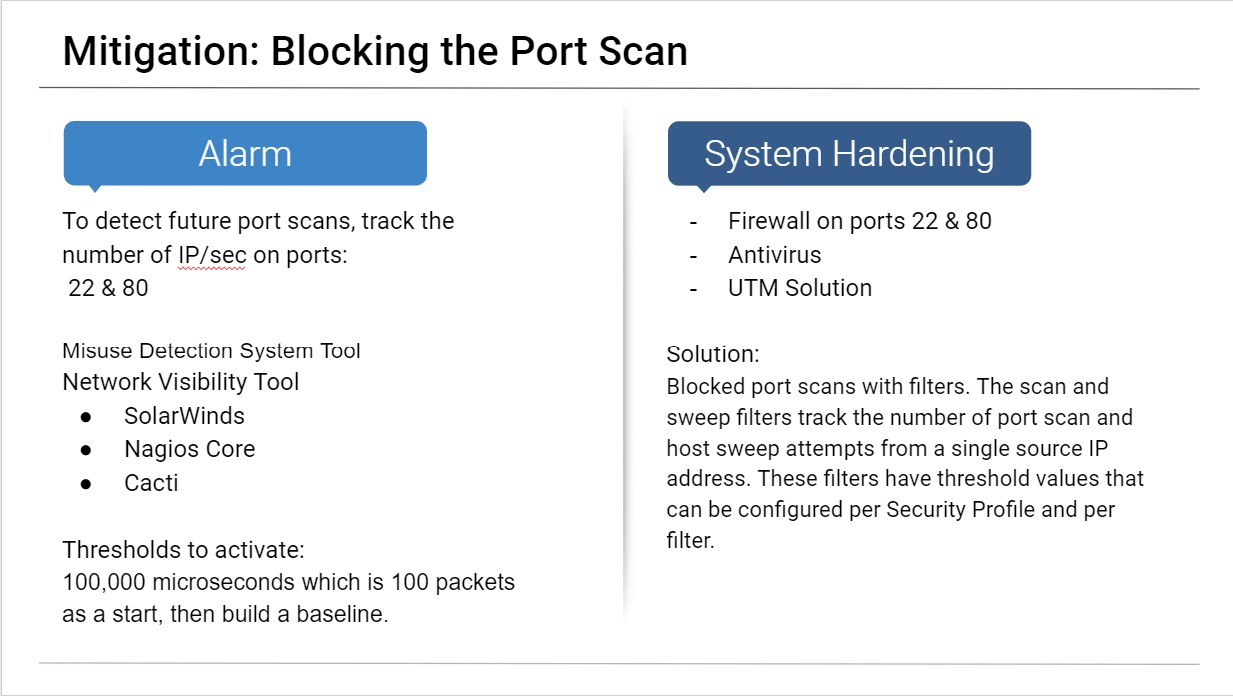 Mitigation: Blocking the Port Scan
Alarm
To detect future port scans, track the
number of IP/sec on ports:
22 & 80
Misuse Detection System Tool
Network Visibility Tool
● SolarWinds
● Nagios Core
● Cacti
Thresholds to activate:
100,000 microseconds which is 100 packets
as a start, then build a baseline.
System Hardening
- Firewall on ports 22 & 80
- Antivirus
- UTM Solution
Solution:
Blocked port scans with filters. The scan and
sweep filters track the number of port scan and
host sweep attempts from a single source IP
address. These filters have threshold values that
can be configured per Security Profile and per
filter.